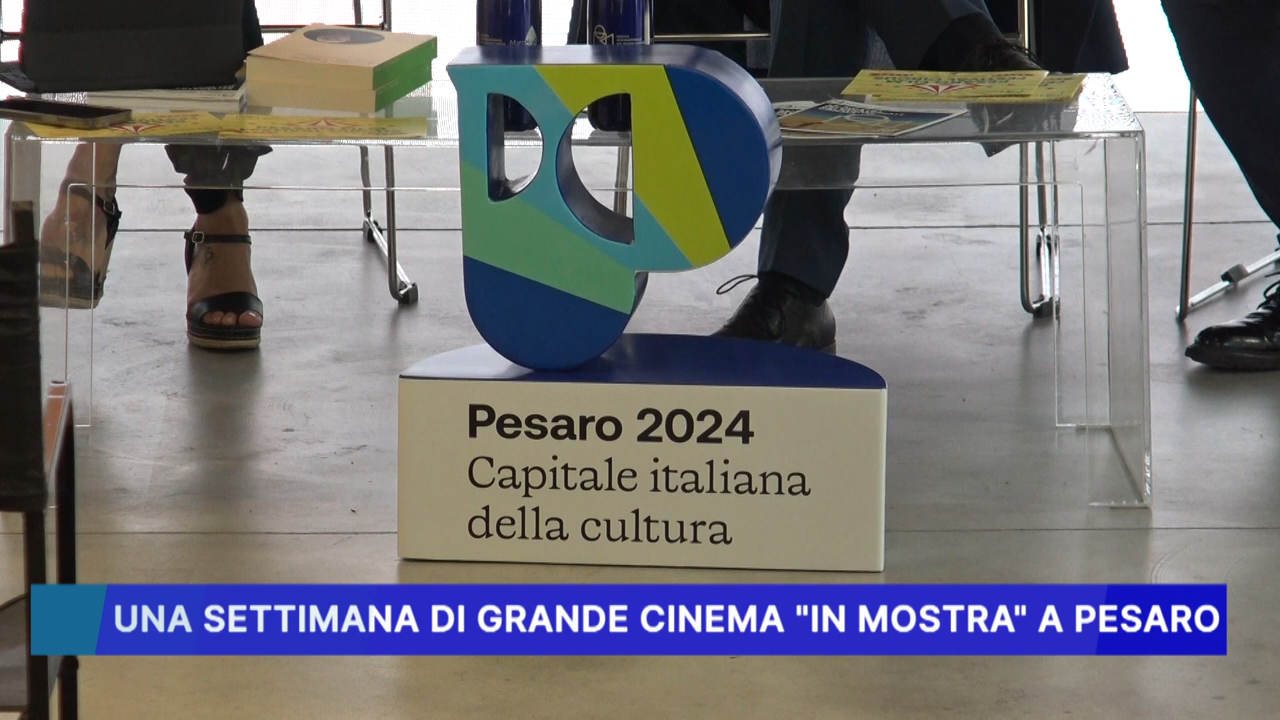 Pesaro 2024
Capitale italiana
della cultura
UNA SETTIMANA DI GRANDE CINEMA "IN MOSTRA" A PESARO